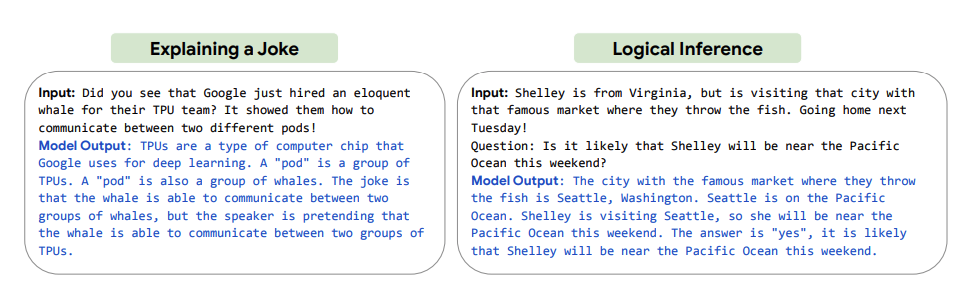 Explaining a Joke
Input: Did you see that Google just hired an eloquent
whale for their TPU team? It showed them how to
communicate between two different pods!
Model Output: TPUs are a type of computer chip that
Google uses for deep learning. A "pod" is a group of
TPUs. A "pod" is also a group of whales. The joke is
that the whale is able to communicate between two
groups of whales, but the speaker is pretending that
the whale is able to communicate between two groups of
TPUs.
Logical Inference
Input: Shelley is from Virginia, but is visiting that city with
that famous market where they throw the fish. Going home next
Tuesday!
Question: Is it likely that Shelley will be near the Pacific
Ocean this weekend?
Model Output: The city with the famous market where they throw
the fish is Seattle, Washington. Seattle is on the Pacific
Ocean. Shelley is visiting Seattle, so she will be near the
Pacific Ocean this weekend. The answer is "yes", it is likely
that Shelley will be near the Pacific Ocean this weekend.